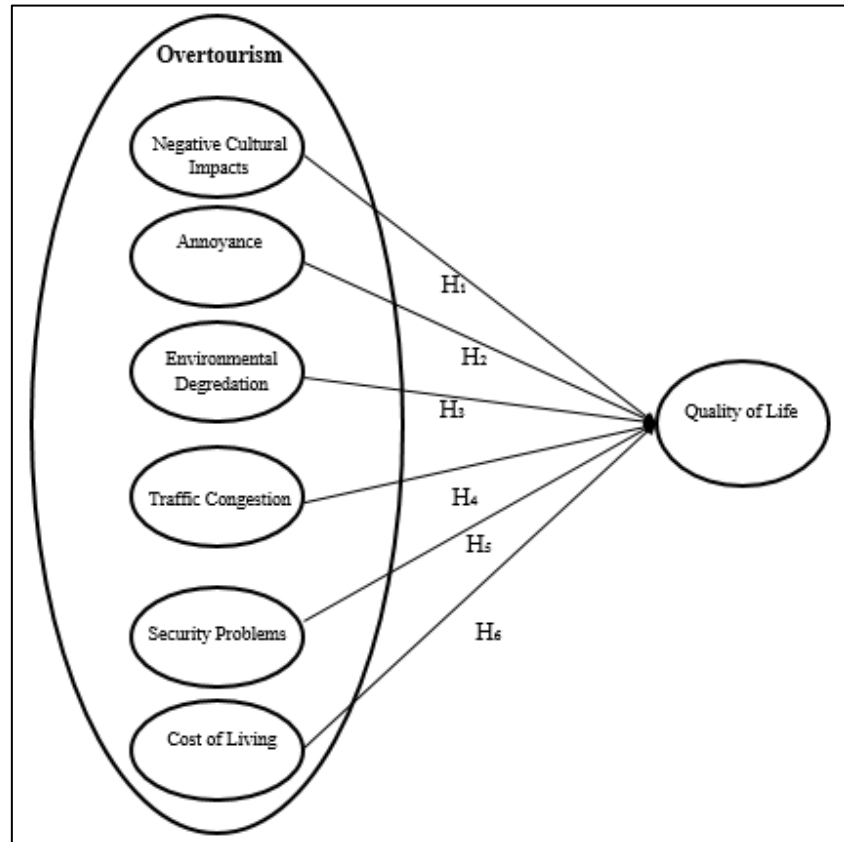 Overtourism
Negative Cultural
Impacts
Annoyance
Environmental
Degredation
Traffic Congestion
Security Problems
Cost of Living
H₁
H₂
H₃
H₄
H₅
H₆
Quality of Life